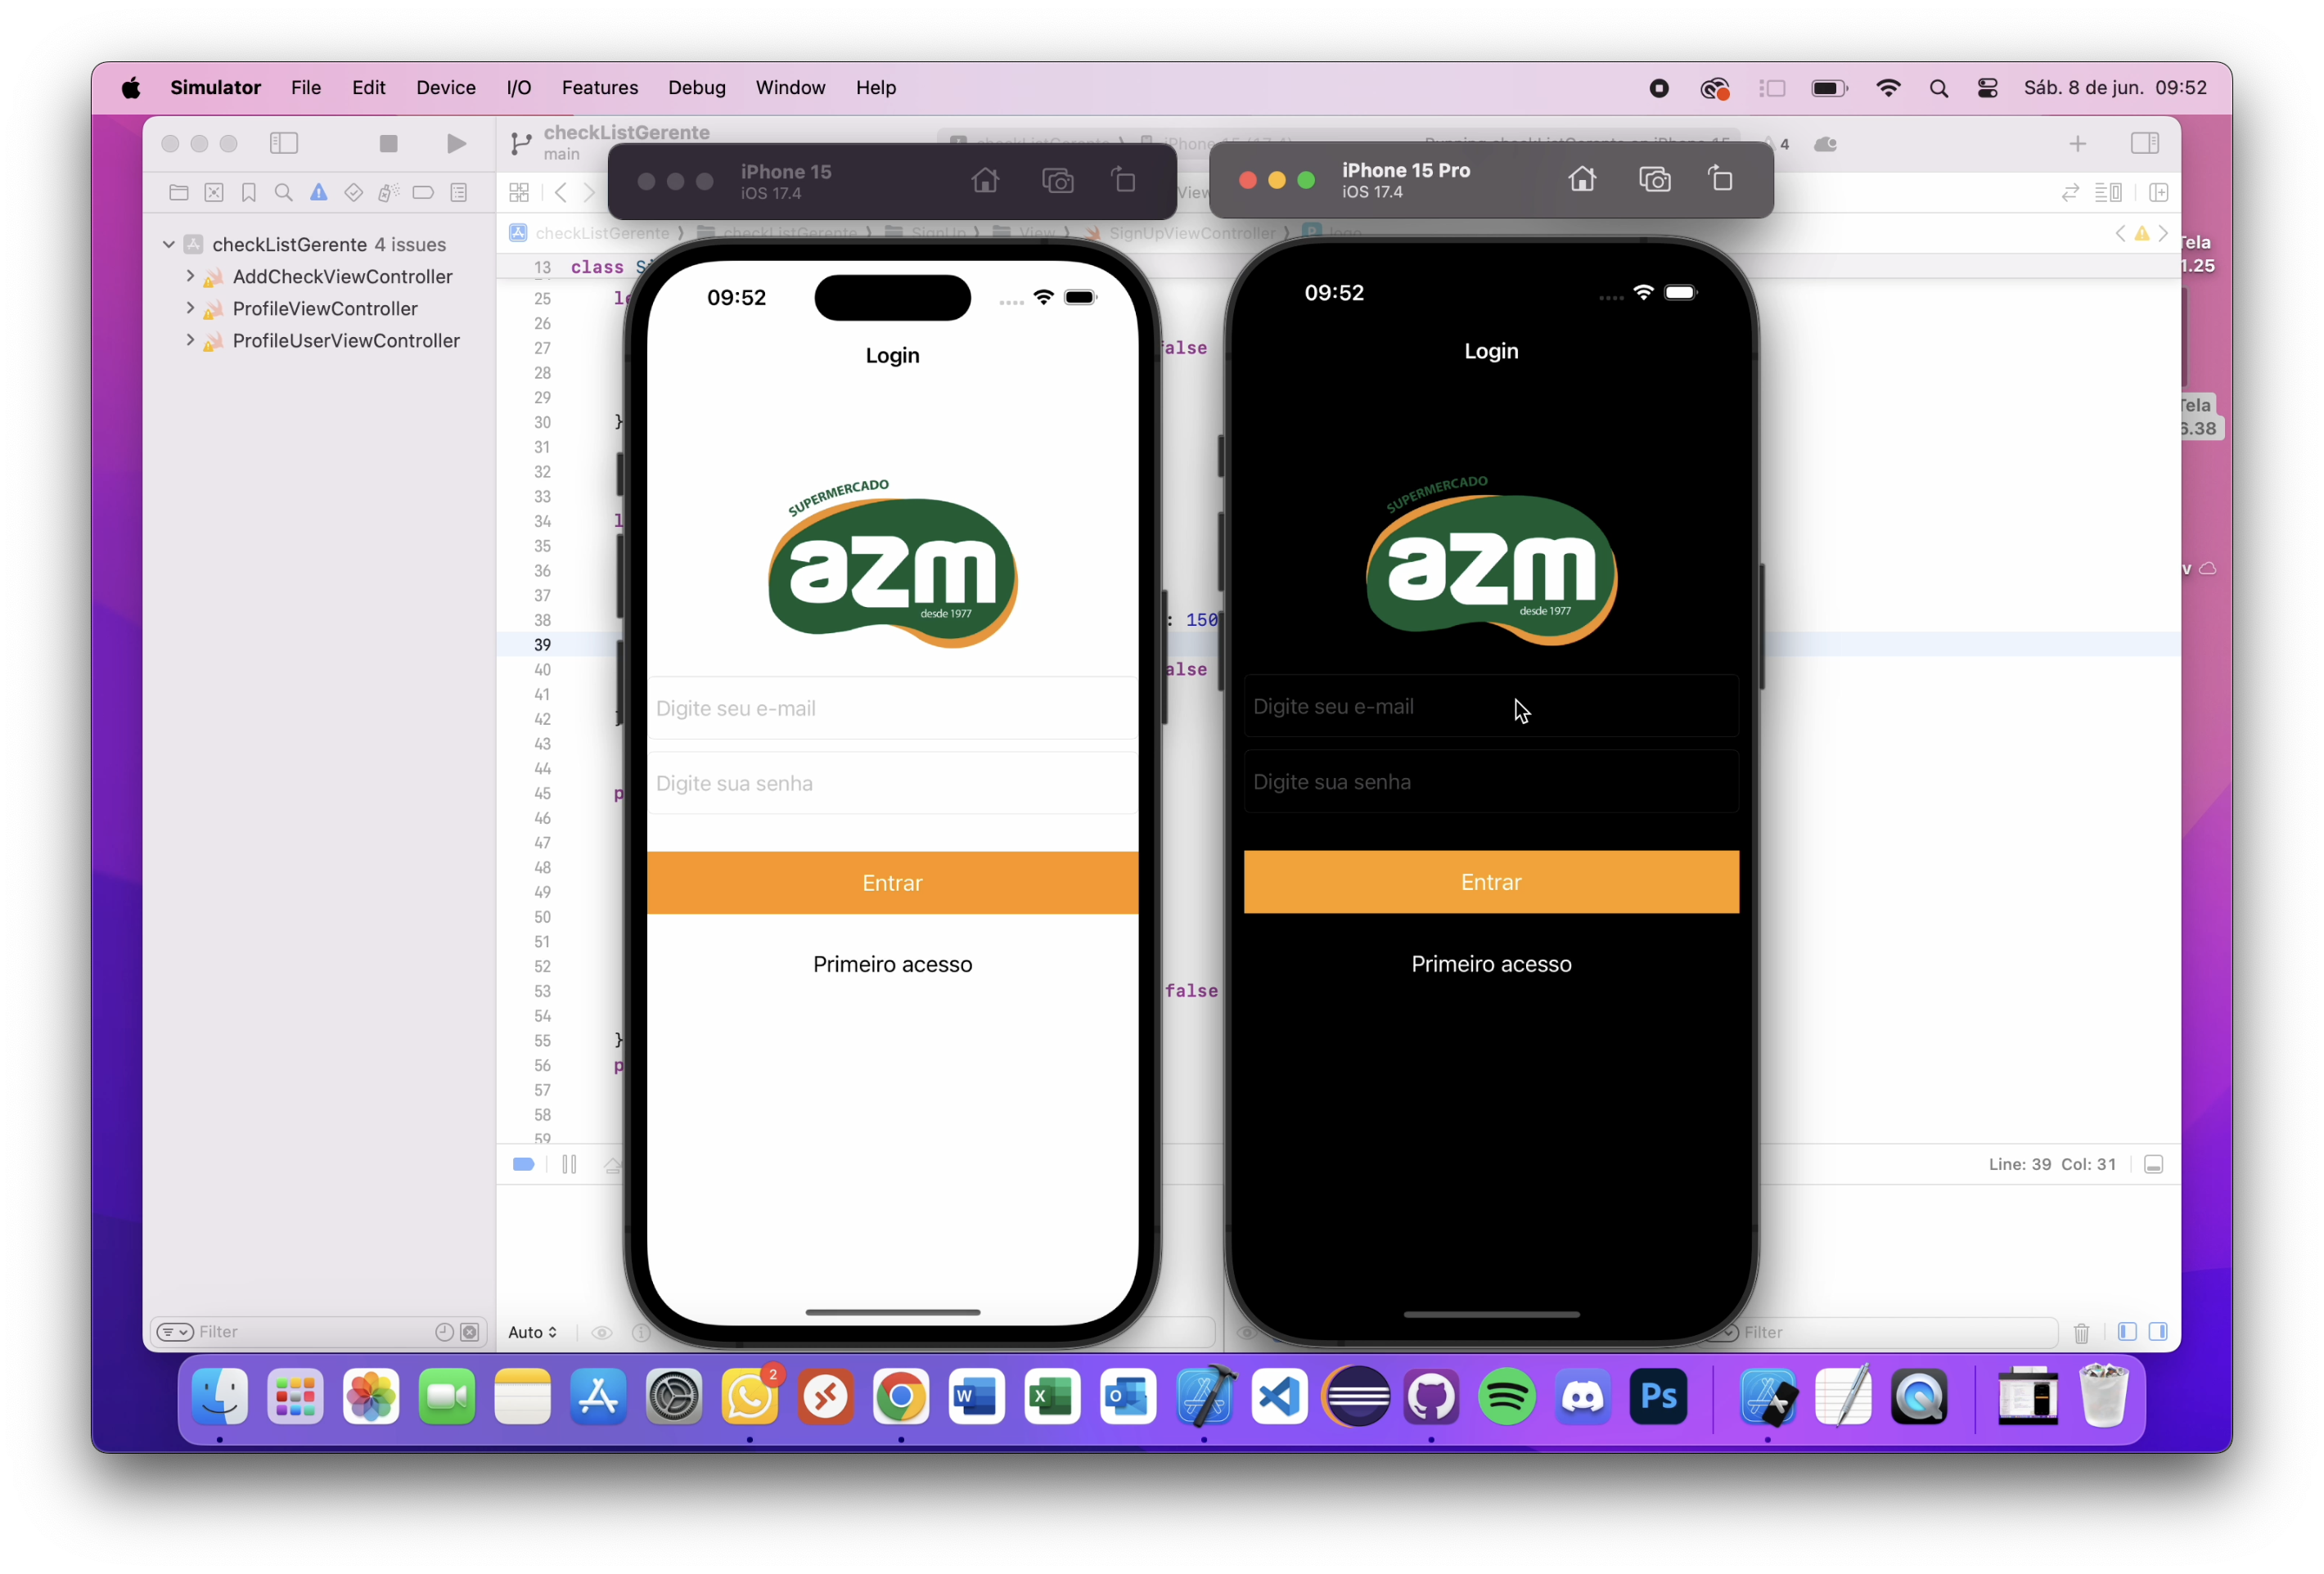 Simulator File Edit Device I/O Features Debug Window Help Sáb. 8 de jun. 09:52
checkListGerente
main
4
iPhone 15
iOS 17.4
iPhone 15 Pro
iOS 17.4
checkListGerente 4 issues
AddCheckViewController
ProfileViewController
ProfileUserViewController
checkListGerente checkListGerente SignUp View SignUpViewController logo
13 class
25
26
27 false
28
29
30 }
31
32
33
34
35
36
37
38 : 150
39
40 false
41
42 }
43
44
45
46
47
48
49
50
51
52
53 false
54
55 }
56
57
58
59
09:52
Login
SUPERMERCADO
azm
desde 1977
Digite seu e-mail
Digite sua senha
Entrar
Primeiro acesso
09:52
Login
SUPERMERCADO
azm
desde 1977
Digite seu e-mail
Digite sua senha
Entrar
Primeiro acesso
Tela
1.25
Tela
6.38
Line: 39 Col: 31
Filter
Auto
Filter
2
W
X
O
Ps